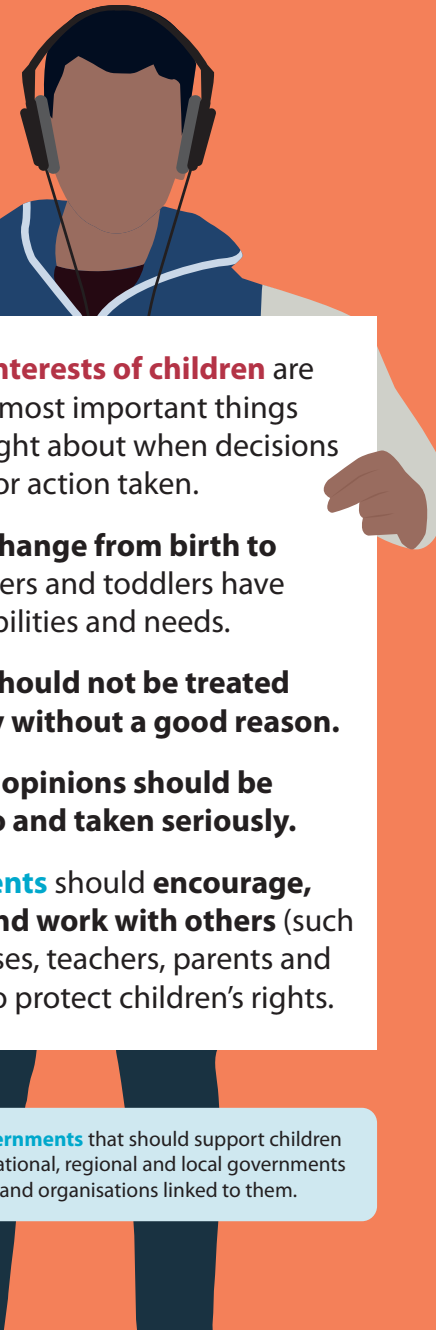 nterests of children are
most important things
ght about when decisions
or action taken.
hange from birth to
ers and toddlers have
bilities and needs.
hould not be treated
y without a good reason.
opinions should be
o and taken seriously.
ents should encourage,
nd work with others (such
ses, teachers, parents and
o protect children’s rights.
ernments that should support children
ational, regional and local governments
and organisations linked to them.